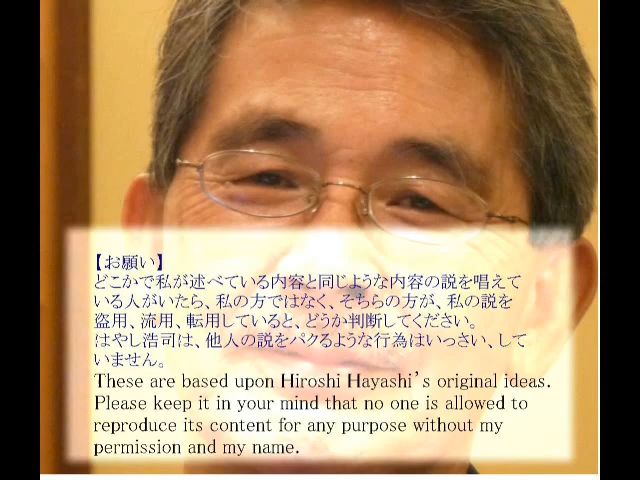 【お願い】
どこかで私が述べている内容と同じような内容の説を唱えて
いる人がいたら、私の方ではなく、そちらの方が、私の説を
盗用、流用、転用していると、どうか判断してください。
はやし浩司は、他人の説をパクるような行為はいっさい、して
いません。
These are based upon Hiroshi Hayashi's original ideas.
Please keep it in your mind that no one is allowed to
reproduce its content for any purpose without my
permission and my name.